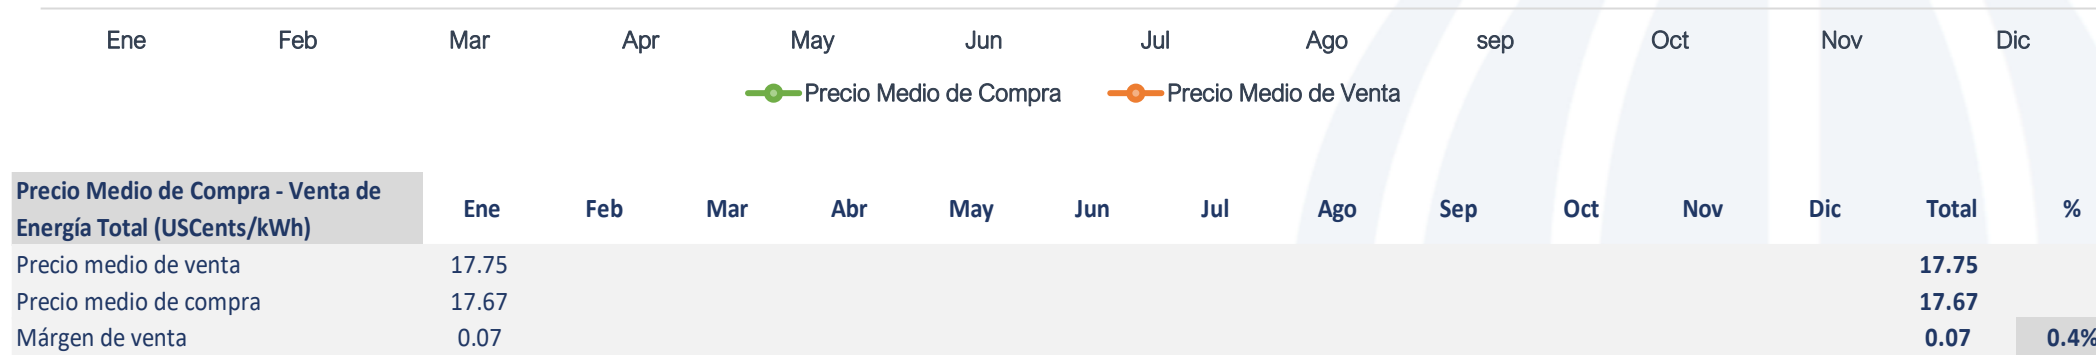 Ene Feb Mar Apr May Jun Jul Ago sep Oct Nov Dic
Precio Medio de Compra Precio Medio de Venta
Precio Medio de Compra - Venta de
Energía Total (USCents/kWh) Ene Feb Mar Abr May Jun Jul Ago Sep Oct Nov Dic Total %
Precio medio de venta 17.75 17.75
Precio medio de compra 17.67 17.67
Márgen de venta 0.07 0.07 0.4%